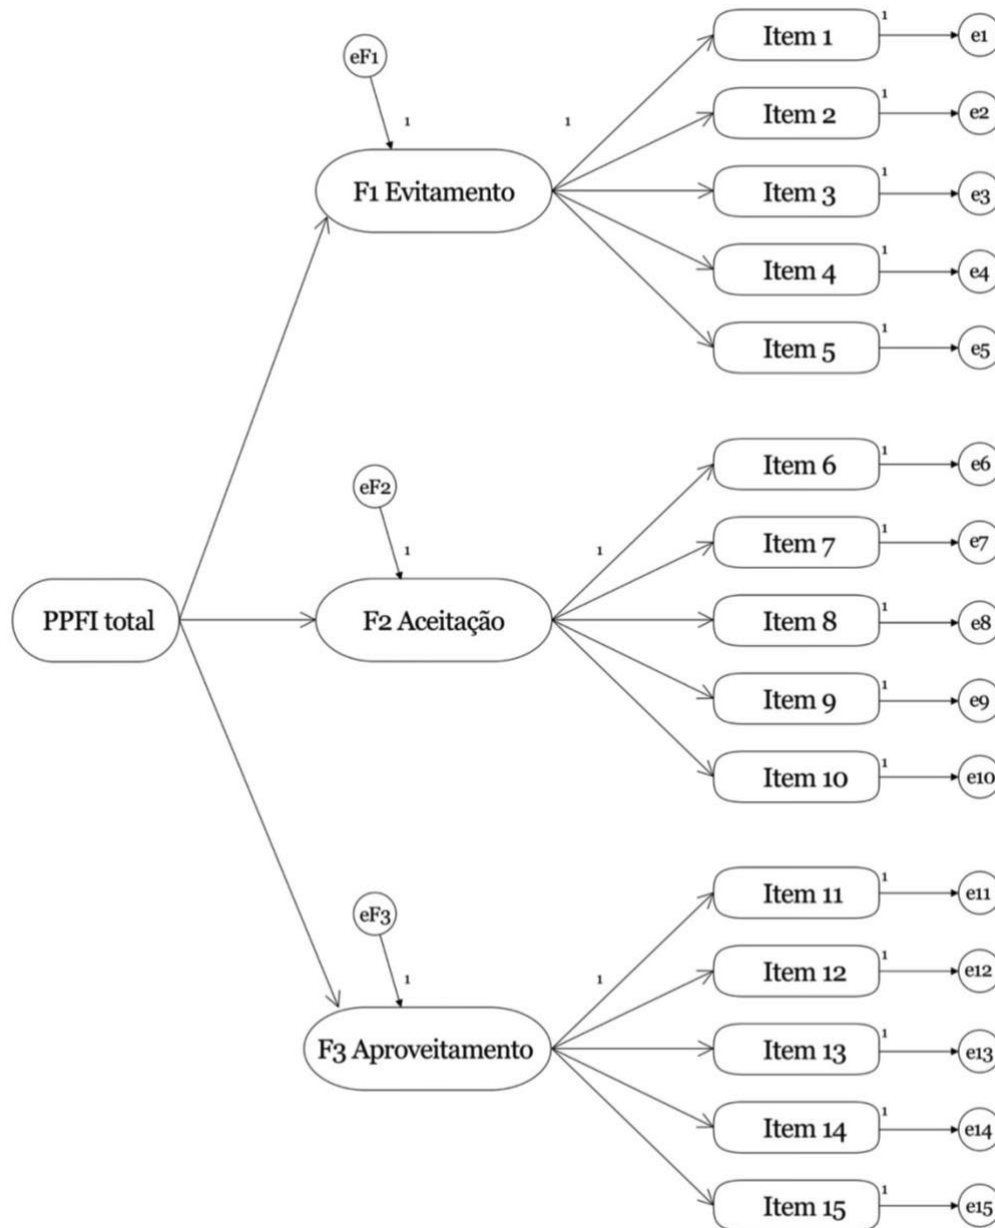 Item 1
1
e1
eF1
1
1
Item 2
1
e2
F1 Evitamento
Item 3
1
e3
Item 4
1
e4
Item 5
1
e5
Item 6
1
e6
eF2
1
1
Item 7
1
e7
PPFI total
F2 Aceitação
Item 8
1
e8
Item 9
1
e9
Item 10
1
e10
Item 11
1
e11
eF3
1
1
Item 12
1
e12
F3 Aproveitamento
Item 13
1
e13
Item 14
1
e14
Item 15
1
e15